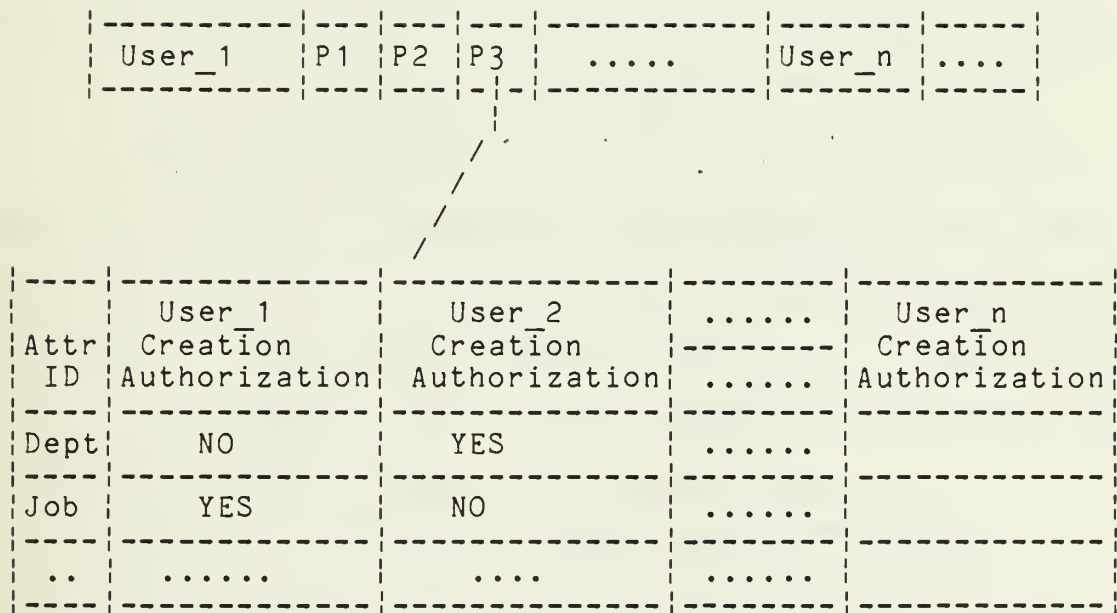 User_1 P1 P2 P3 ..... User_n ....
User_1 User_2 ...... User_n
Attr Creation Creation Creation
ID Authorization Authorization ...... Authorization
Dept NO YES ......
Job YES NO ......
.. ...... .... ......